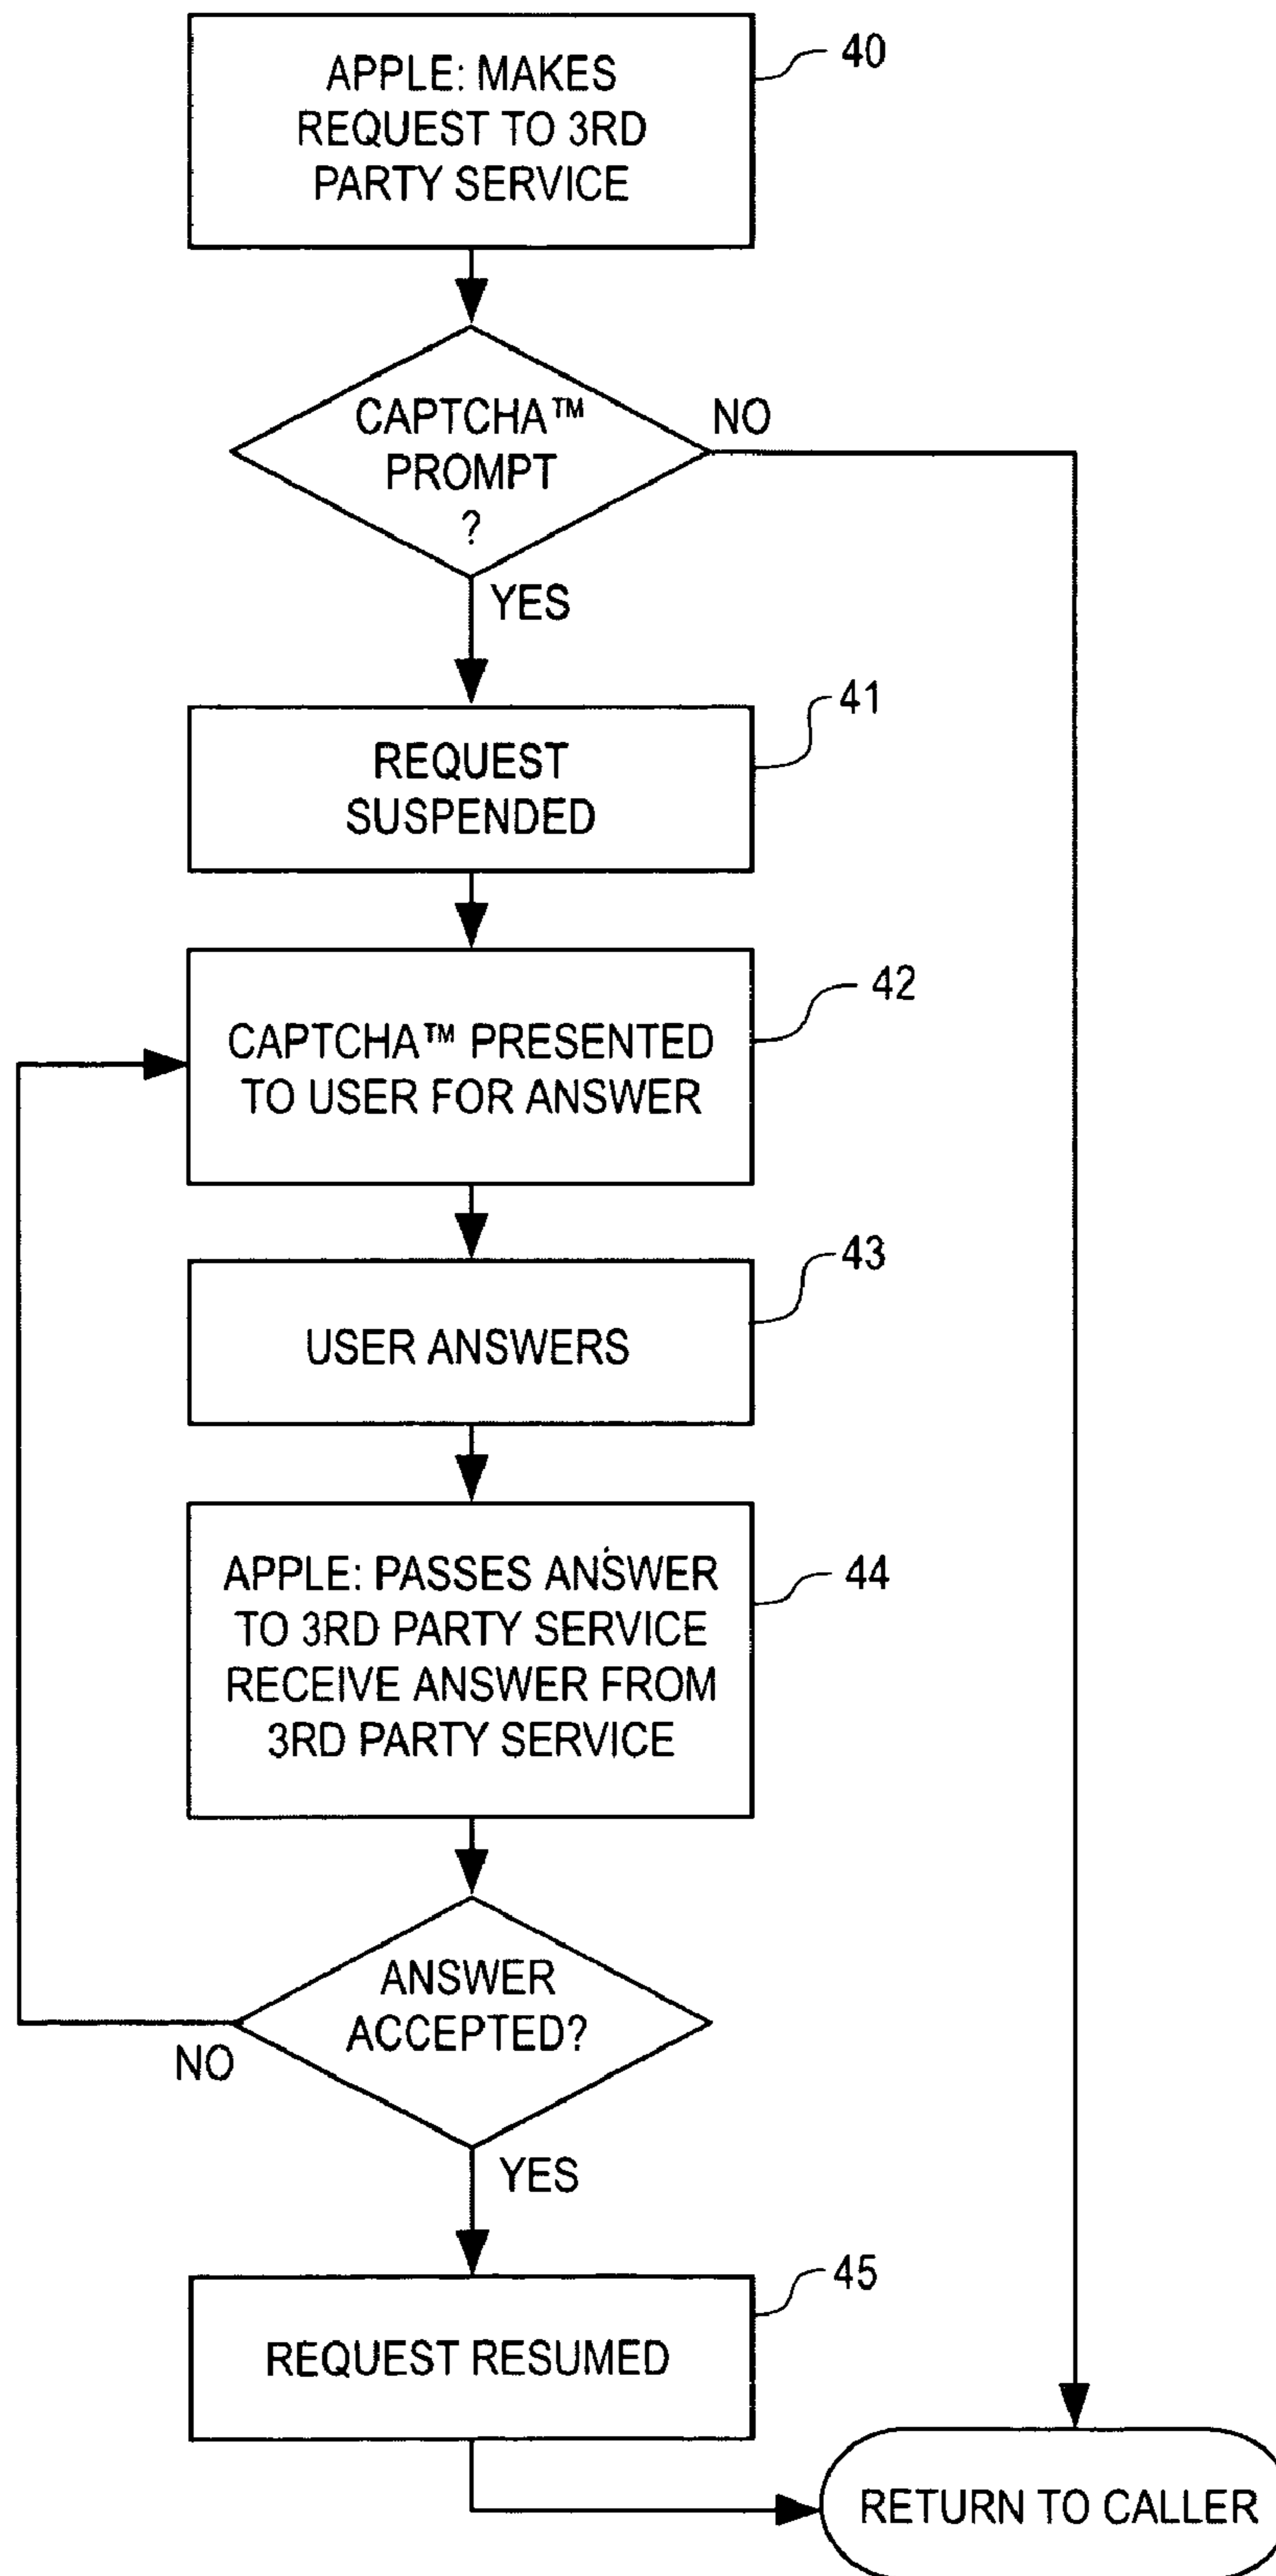 APPLE: MAKES
REQUEST TO 3RD
PARTY SERVICE
40
CAPTCHA™
PROMPT
?
NO
YES
41
REQUEST
SUSPENDED
42
CAPTCHA™ PRESENTED
TO USER FOR ANSWER
43
USER ANSWERS
44
APPLE: PASSES ANSWER
TO 3RD PARTY SERVICE
RECEIVE ANSWER FROM
3RD PARTY SERVICE
ANSWER
ACCEPTED?
NO
YES
45
REQUEST RESUMED
RETURN TO CALLER